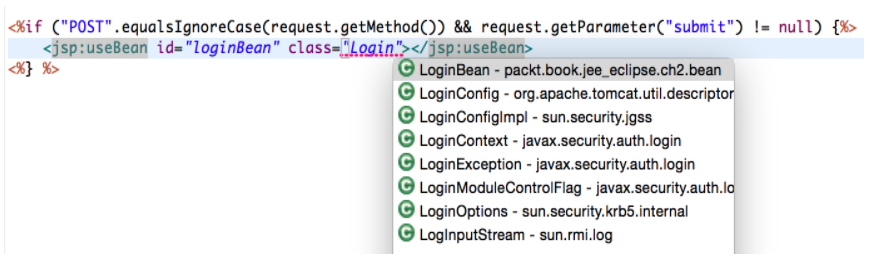 <%if ("POST".equalsIgnoreCase(request.getMethod()) && request.getParameter("submit") != null) {%>
<jsp:useBean id="loginBean" class="Login"></jsp:useBean>
<%} %>
LoginBean - packt.book.jee_eclipse.ch2.bean
LoginConfig - org.apache.tomcat.util.descriptor
LoginConfigImpl - sun.security.jgss
LoginContext - javax.security.auth.login
LoginException - javax.security.auth.login
LoginModuleControlFlag - javax.security.auth.lo
LoginOptions - sun.security.krb5.internal
LogInputStream - sun.rmi.log